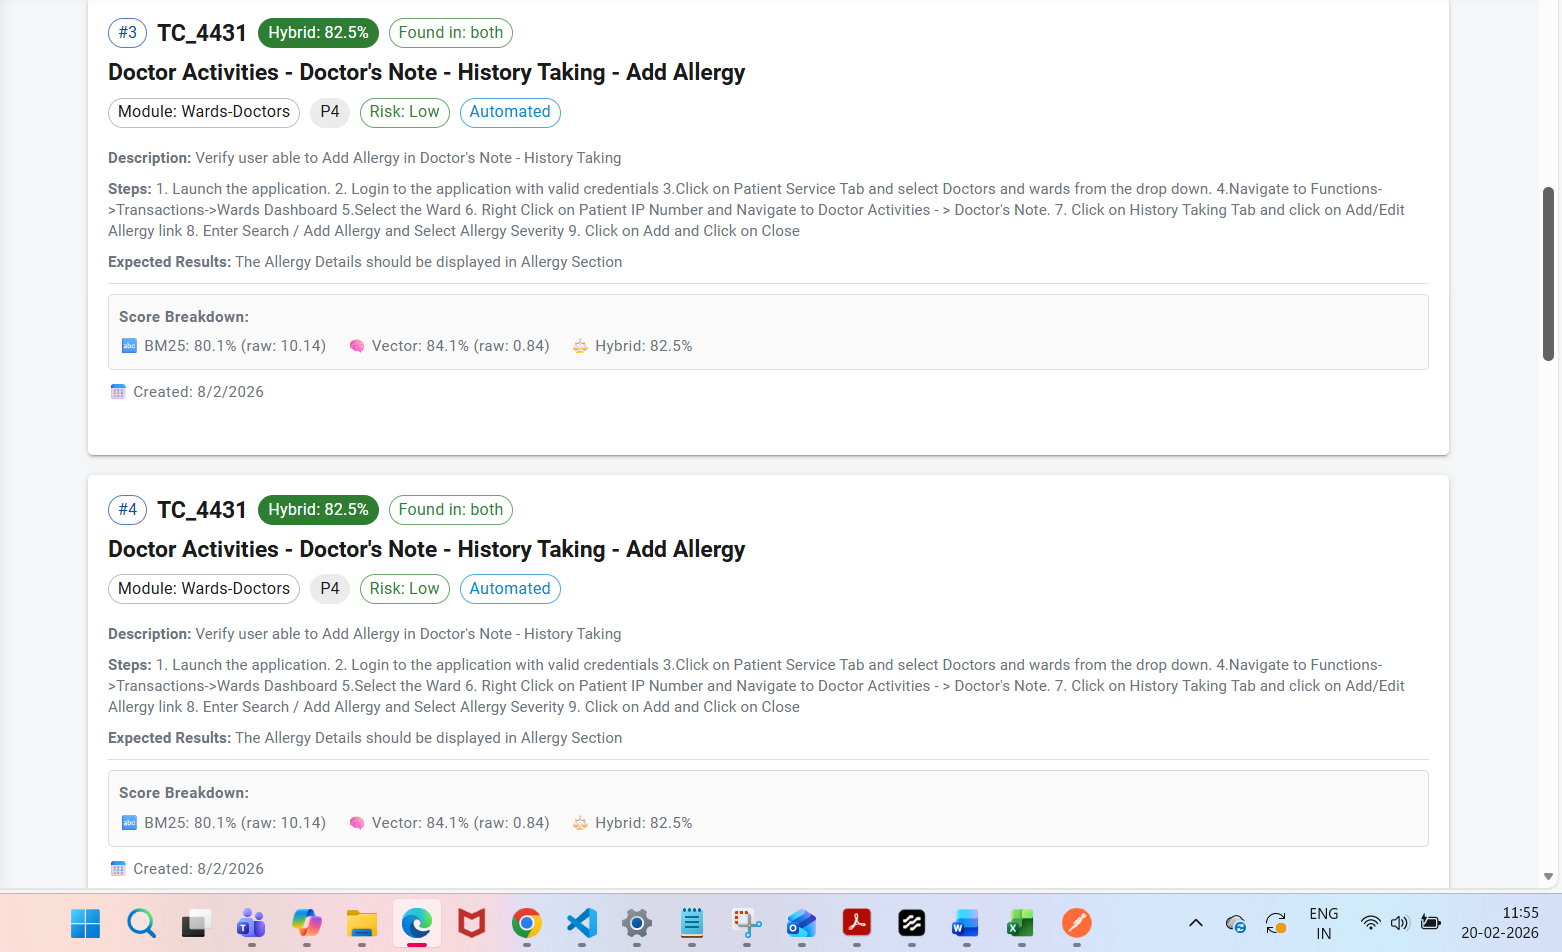 #3 TC_4431 Hybrid: 82.5% Found in: both
Doctor Activities - Doctor's Note - History Taking - Add Allergy
Module: Wards-Doctors P4 Risk: Low Automated
Description: Verify user able to Add Allergy in Doctor's Note - History Taking
Steps: 1. Launch the application. 2. Login to the application with valid credentials 3.Click on Patient Service Tab and select Doctors and wards from the drop down. 4.Navigate to Functions-
>Transactions->Wards Dashboard 5.Select the Ward 6. Right Click on Patient IP Number and Navigate to Doctor Activities - > Doctor's Note. 7. Click on History Taking Tab and click on Add/Edit
Allergy link 8. Enter Search / Add Allergy and Select Allergy Severity 9. Click on Add and Click on Close
Expected Results: The Allergy Details should be displayed in Allergy Section
Score Breakdown:
abc BM25: 80.1% (raw: 10.14) Vector: 84.1% (raw: 0.84) Hybrid: 82.5%
Created: 8/2/2026
#4 TC_4431 Hybrid: 82.5% Found in: both
Doctor Activities - Doctor's Note - History Taking - Add Allergy
Module: Wards-Doctors P4 Risk: Low Automated
Description: Verify user able to Add Allergy in Doctor's Note - History Taking
Steps: 1. Launch the application. 2. Login to the application with valid credentials 3.Click on Patient Service Tab and select Doctors and wards from the drop down. 4.Navigate to Functions-
>Transactions->Wards Dashboard 5.Select the Ward 6. Right Click on Patient IP Number and Navigate to Doctor Activities - > Doctor's Note. 7. Click on History Taking Tab and click on Add/Edit
Allergy link 8. Enter Search / Add Allergy and Select Allergy Severity 9. Click on Add and Click on Close
Expected Results: The Allergy Details should be displayed in Allergy Section
Score Breakdown:
abc BM25: 80.1% (raw: 10.14) Vector: 84.1% (raw: 0.84) Hybrid: 82.5%
Created: 8/2/2026
ENG
IN
11:55
20-02-2026